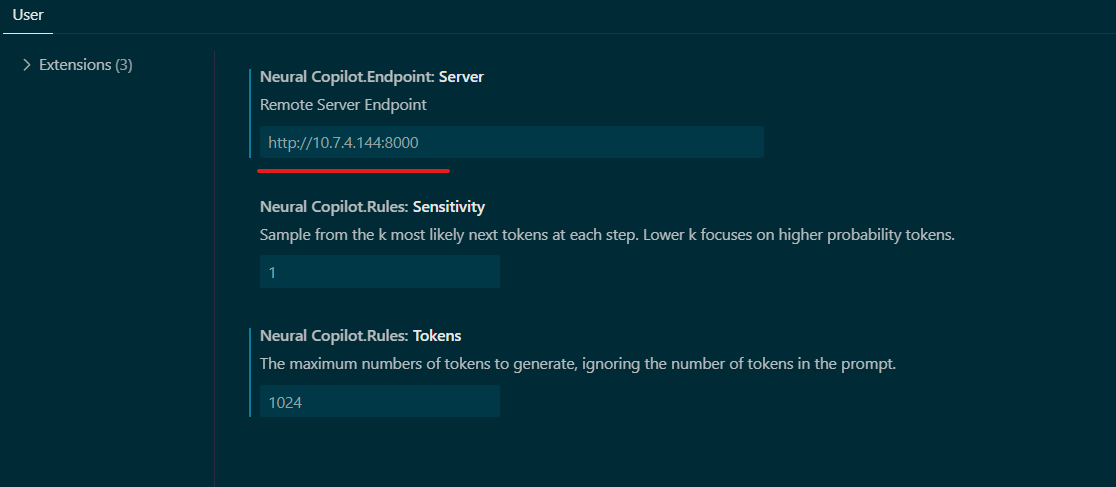 User
Extensions (3)
Neural Copilot.Endpoint: Server
Remote Server Endpoint
http://10.7.4.144:8000
Neural Copilot.Rules: Sensitivity
Sample from the k most likely next tokens at each step. Lower k focuses on higher probability tokens.
1
Neural Copilot.Rules: Tokens
The maximum numbers of tokens to generate, ignoring the number of tokens in the prompt.
1024